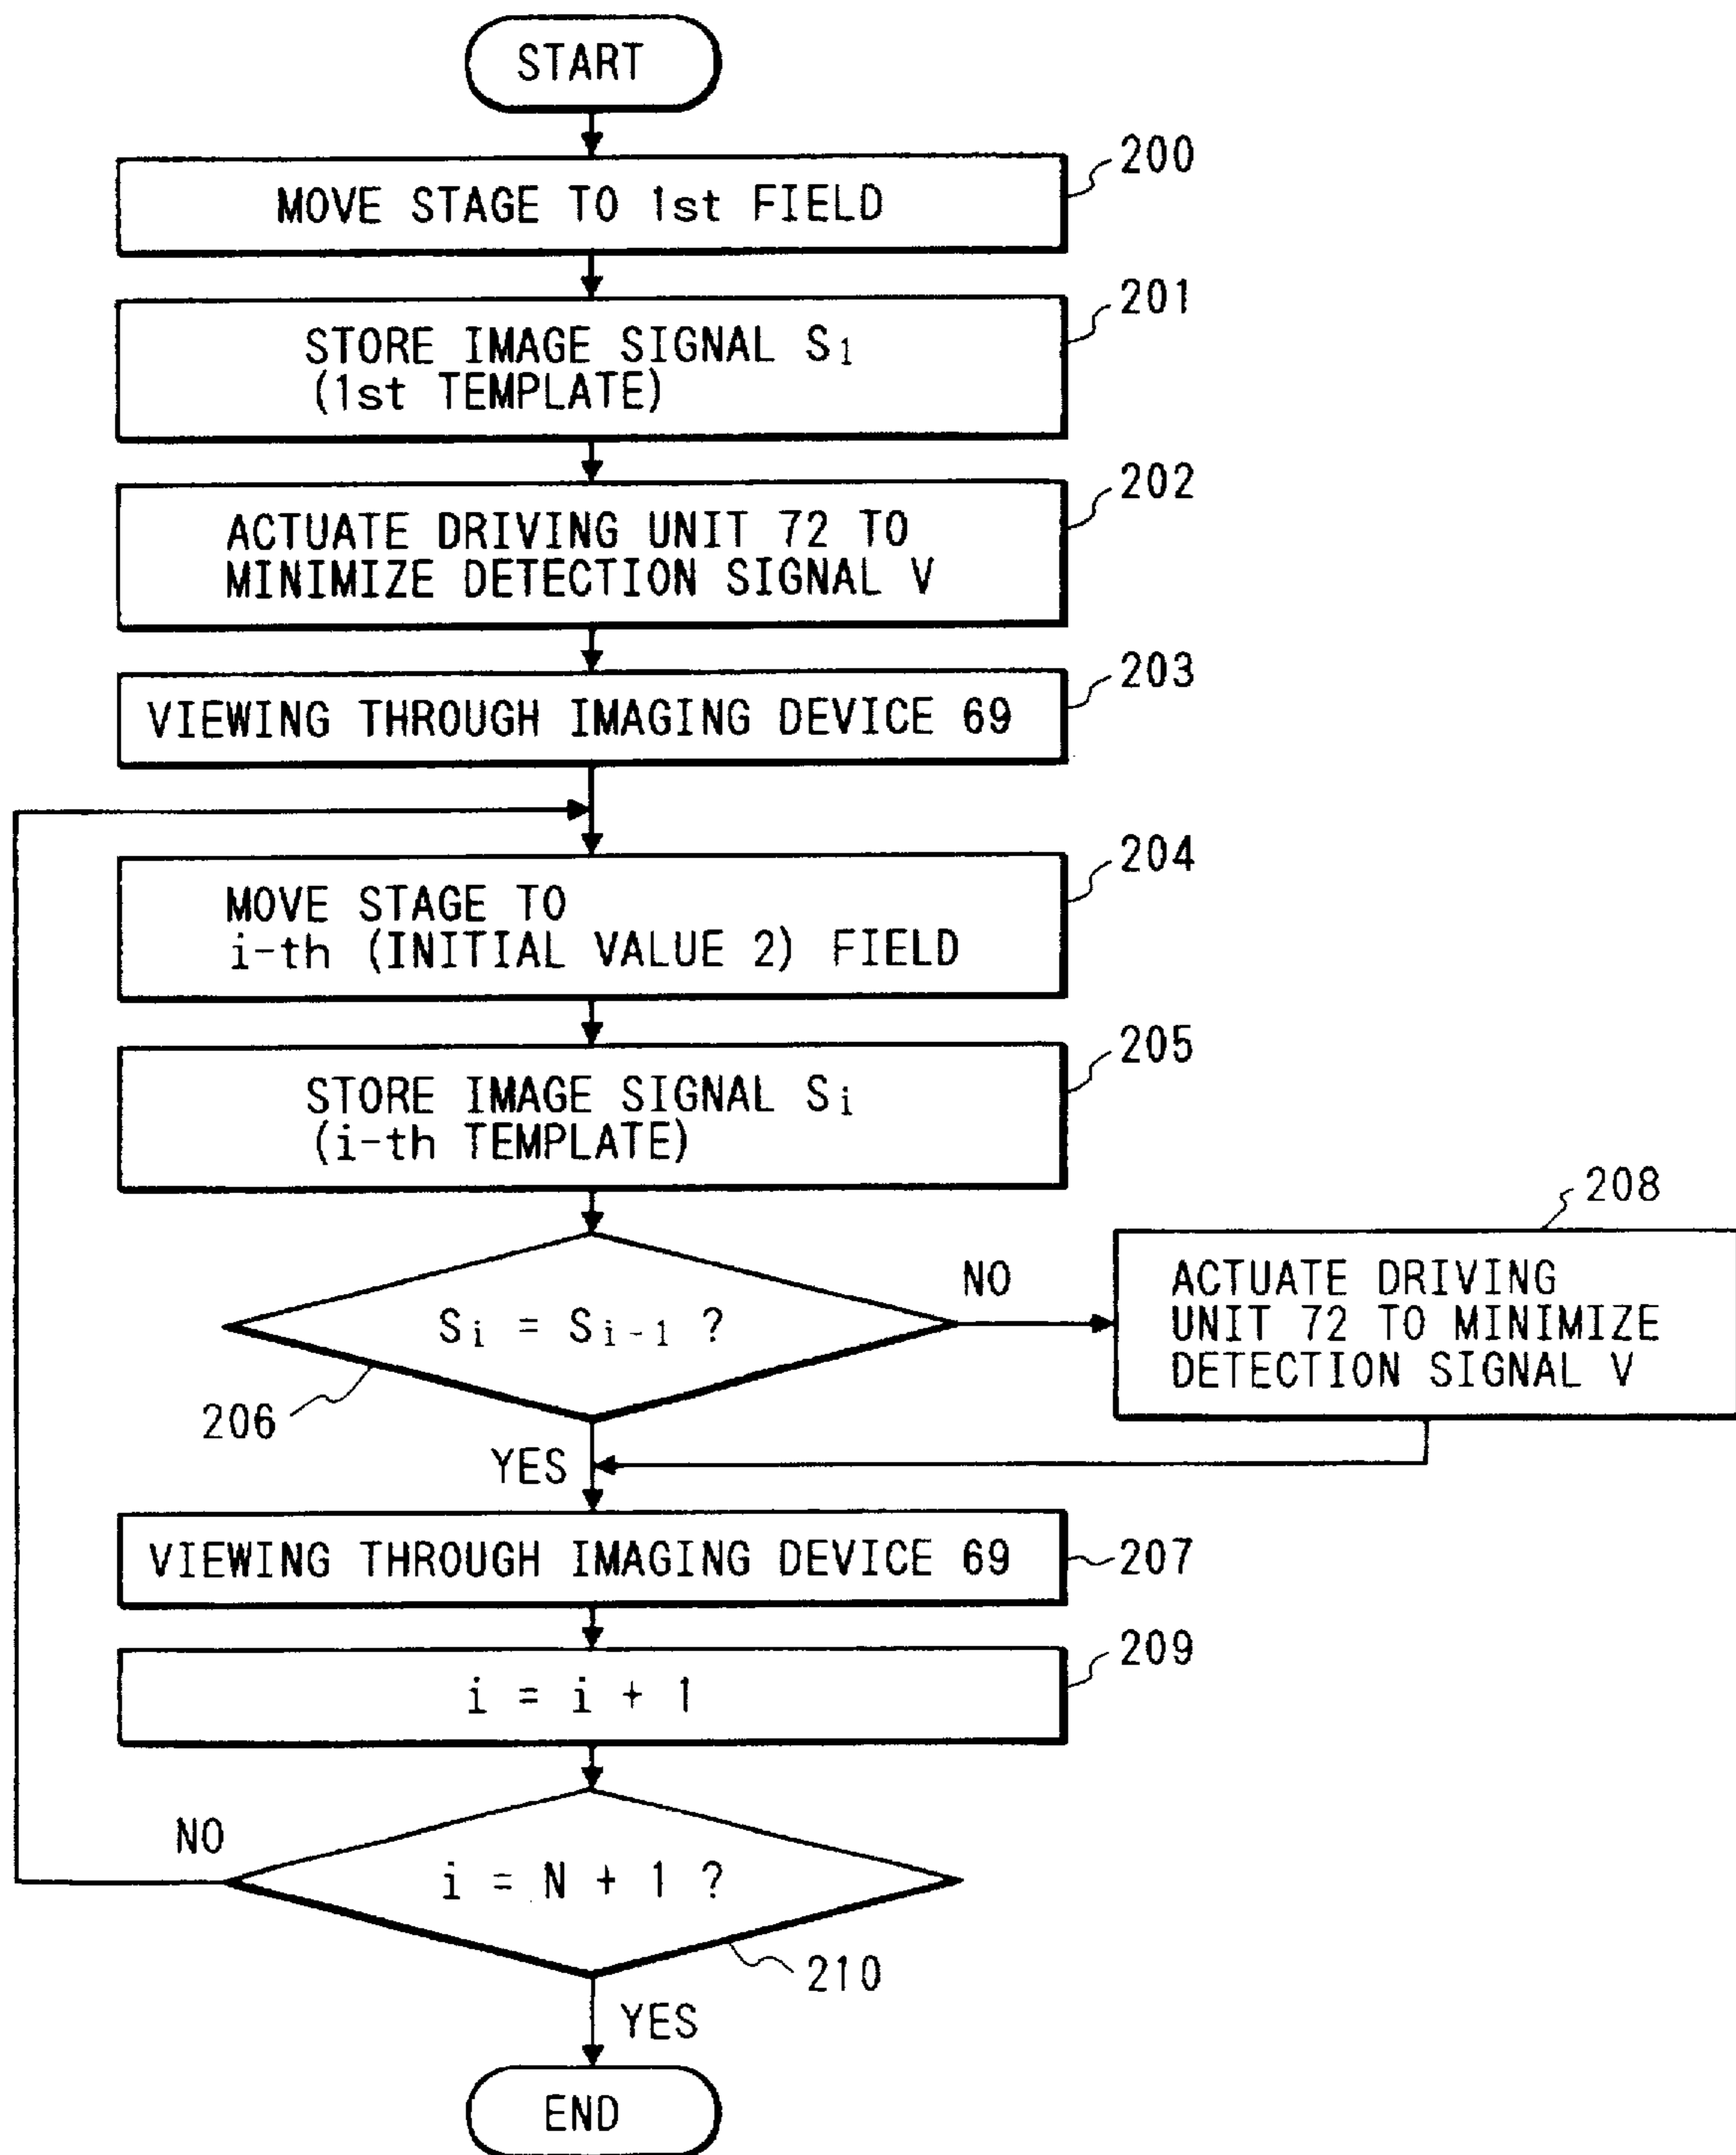 START
200
MOVE STAGE TO 1st FIELD
201
STORE IMAGE SIGNAL S1
(1st TEMPLATE)
202
ACTUATE DRIVING UNIT 72 TO
MINIMIZE DETECTION SIGNAL V
203
VIEWING THROUGH IMAGING DEVICE 69
204
MOVE STAGE TO
i-th (INITIAL VALUE 2) FIELD
205
STORE IMAGE SIGNAL Si
(i-th TEMPLATE)
206
Si = Si-1 ?
NO
208
ACTUATE DRIVING
UNIT 72 TO MINIMIZE
DETECTION SIGNAL V
YES
VIEWING THROUGH IMAGING DEVICE 69
207
209
i = i + 1
NO
i = N + 1 ?
210
YES
END